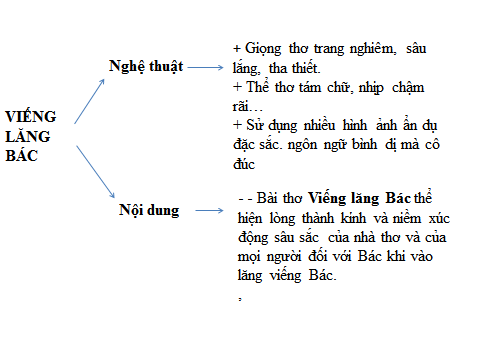 VIẾNG
LĂNG
BÁC
Nghệ thuật
+ Giọng thơ trang nghiêm, sâu
lắng, tha thiết.
+ Thể thơ tám chữ, nhịp chậm
rãi…
+ Sử dụng nhiều hình ảnh ẩn dụ
đặc sắc. ngôn ngữ bình dị mà cô
đúc
Nội dung
- - Bài thơ Viếng lăng Bác thể
hiện lòng thành kính và niềm xúc
động sâu sắc của nhà thơ và của
mọi người đối với Bác khi vào
lăng viếng Bác.
,